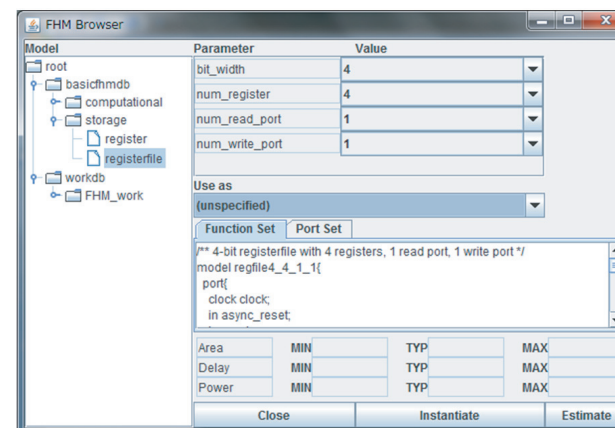 FHM Browser
Model
root
basicfhmdb
computational
storage
register
registerfile
workdb
FHM_work
Parameter Value
bit_width 4
num_register 4
num_read_port 1
num_write_port 1
Use as
(unspecified)
Function Set Port Set
/** 4-bit registerfile with 4 registers, 1 read port, 1 write port */
model regfile4_4_1_1{
port{
clock clock;
in async_reset;
Area MIN TYP MAX
Delay MIN TYP MAX
Power MIN TYP MAX
Close Instantiate Estimate